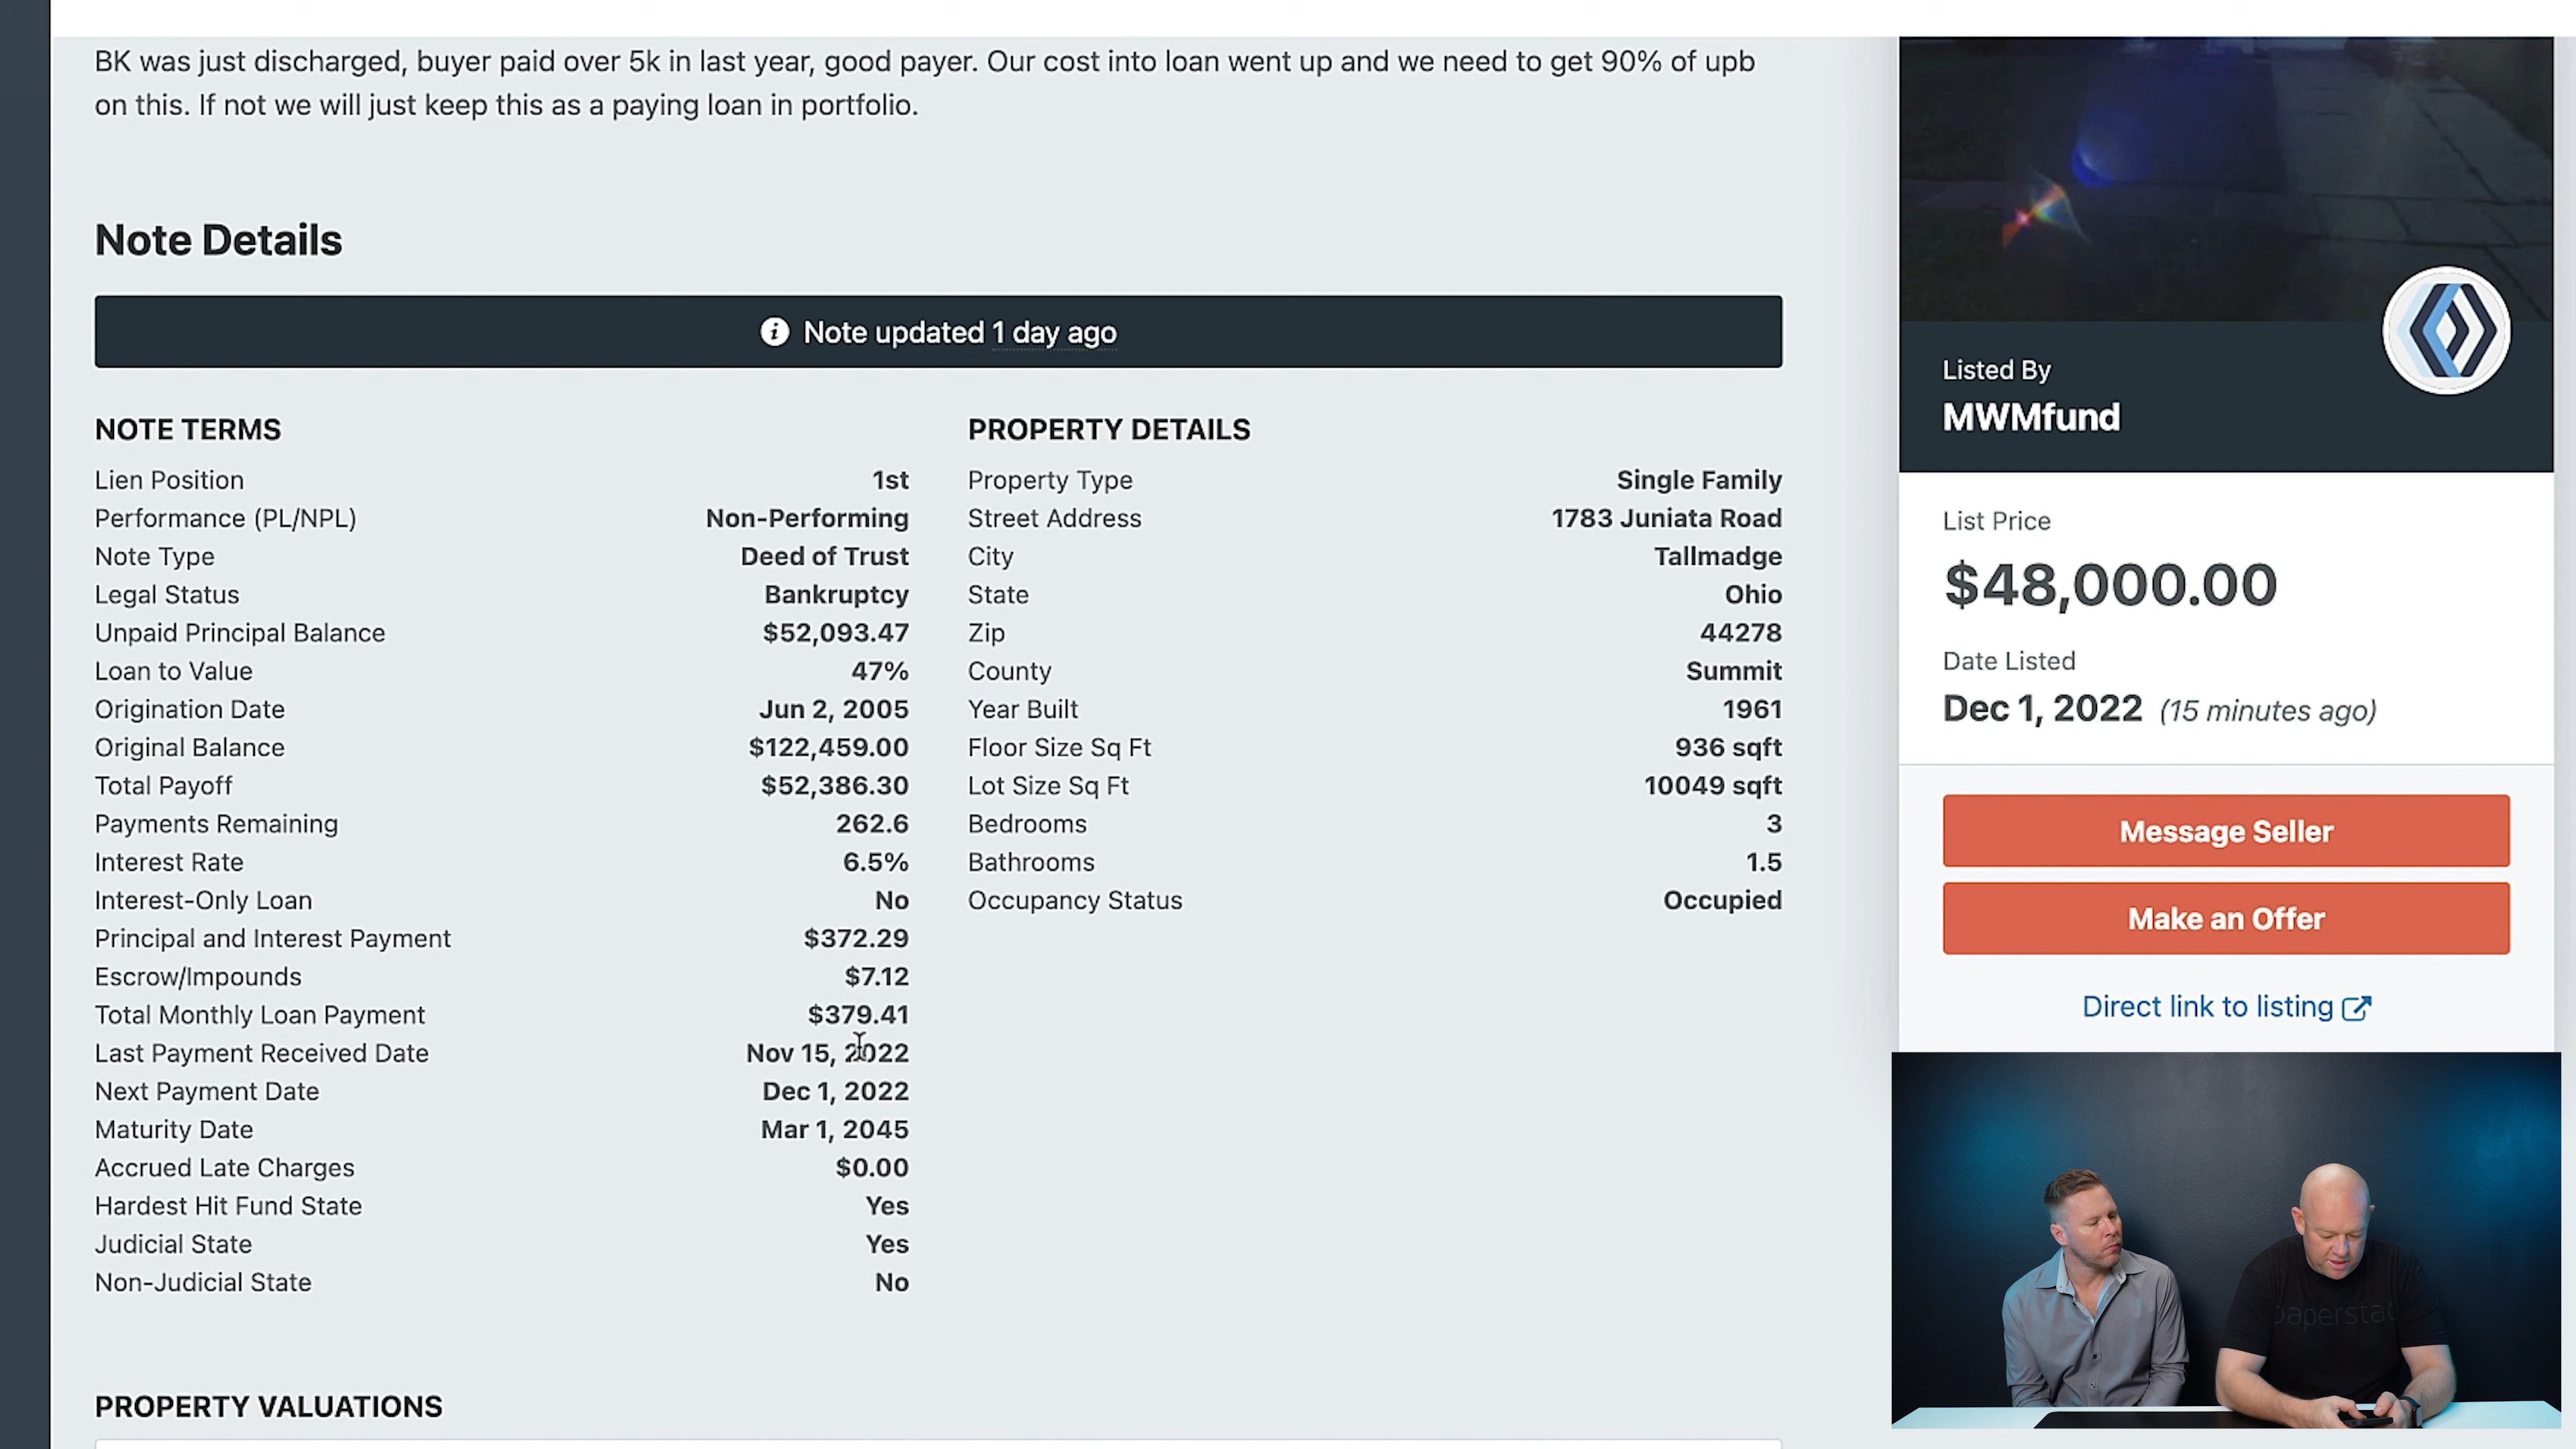 BK was just discharged, buyer paid over 5k in last year, good payer. Our cost into loan went up and we need to get 90% of upb
on this. If not we will just keep this as a paying loan in portfolio.
Note Details
Note updated 1 day ago
NOTE TERMS
Lien Position 1st
Performance (PL/NPL) Non-Performing
Note Type Deed of Trust
Legal Status Bankruptcy
Unpaid Principal Balance $52,093.47
Loan to Value 47%
Origination Date Jun 2, 2005
Original Balance $122,459.00
Total Payoff $52,386.30
Payments Remaining 262.6
Interest Rate 6.5%
Interest-Only Loan No
Principal and Interest Payment $372.29
Escrow/Impounds $7.12
Total Monthly Loan Payment $379.41
Last Payment Received Date Nov 15, 2022
Next Payment Date Dec 1, 2022
Maturity Date Mar 1, 2045
Accrued Late Charges $0.00
Hardest Hit Fund State Yes
Judicial State Yes
Non-Judicial State No
PROPERTY DETAILS
Property Type Single Family
Street Address 1783 Juniata Road
City Tallmadge
State Ohio
Zip 44278
County Summit
Year Built 1961
Floor Size Sq Ft 936 sqft
Lot Size Sq Ft 10049 sqft
Bedrooms 3
Bathrooms 1.5
Occupancy Status Occupied
PROPERTY VALUATIONS
Listed By
MWMfund
List Price
$48,000.00
Date Listed
Dec 1, 2022 (15 minutes ago)
Message Seller
Make an Offer
Direct link to listing